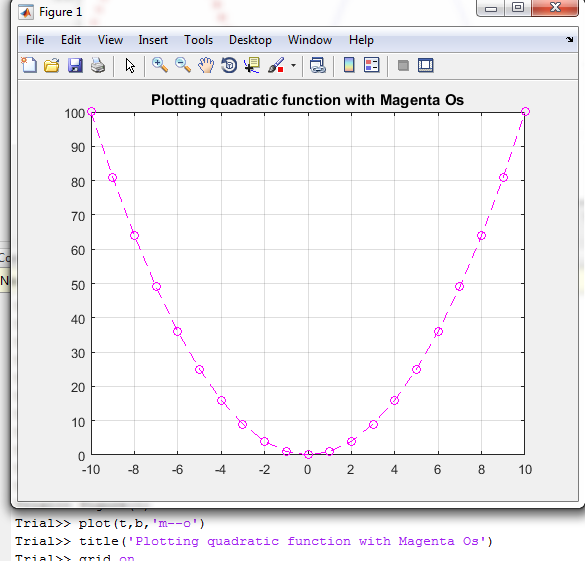 Figure 1
File Edit View Insert Tools Desktop Window Help
Plotting quadratic function with Magenta Os
100
90
80
70
60
50
40
30
20
10
0
-10 -8 -6 -4 -2 0 2 4 6 8 10
Co
N
Trial>> plot(t,b,'m--o')
Trial>> title('Plotting quadratic function with Magenta Os')
Trial>> grid on